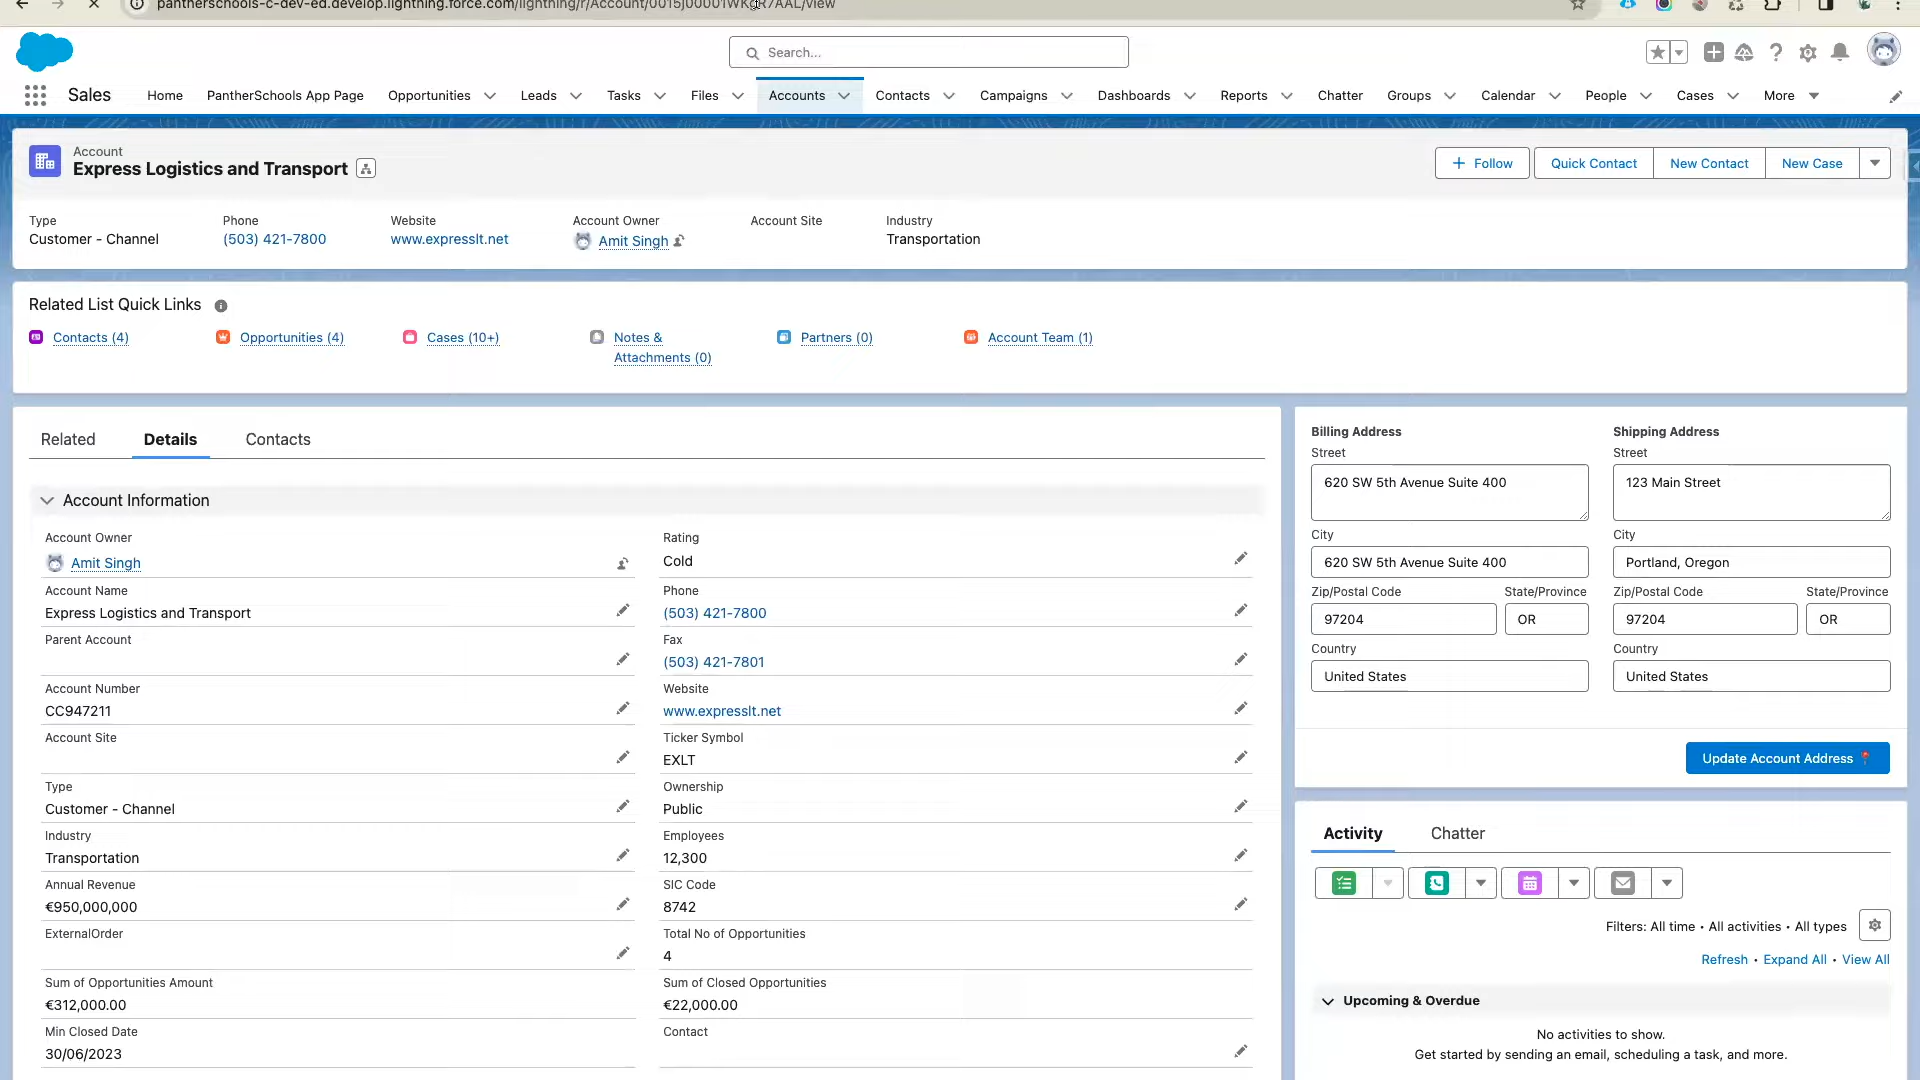 Search...
Sales
Home
PantherSchools App Page
Opportunities
Leads
Tasks
Files
Accounts
Contacts
Campaigns
Dashboards
Reports
Chatter
Groups
Calendar
People
Cases
More
Account
Express Logistics and Transport
Follow
Quick Contact
New Contact
New Case
Type
Customer - Channel
Phone
(503) 421-7800
Website
www.expresslt.net
Account Owner
Amit Singh
Account Site
Industry
Transportation
Related List Quick Links
Contacts (4)
Opportunities (4)
Cases (10+)
Notes &
Attachments (0)
Partners (0)
Account Team (1)
Related
Details
Contacts
Account Information
Account Owner
Amit Singh
Rating
Cold
Account Name
Express Logistics and Transport
Phone
(503) 421-7800
Parent Account
Fax
(503) 421-7801
Account Number
CC947211
Website
www.expresslt.net
Account Site
Ticker Symbol
EXLT
Type
Customer - Channel
Ownership
Public
Industry
Transportation
Employees
12,300
Annual Revenue
€950,000,000
SIC Code
8742
ExternalOrder
Total No of Opportunities
4
Sum of Opportunities Amount
€312,000.00
Sum of Closed Opportunities
€22,000.00
Min Closed Date
30/06/2023
Contact
Billing Address
Street
620 SW 5th Avenue Suite 400
City
620 SW 5th Avenue Suite 400
Zip/Postal Code
State/Province
97204
OR
Country
United States
Shipping Address
Street
123 Main Street
City
Portland, Oregon
Zip/Postal Code
State/Province
97204
OR
Country
United States
Update Account Address
Activity
Chatter
Filters: All time • All activities • All types
Refresh • Expand All • View All
Upcoming & Overdue
No activities to show.
Get started by sending an email, scheduling a task, and more.